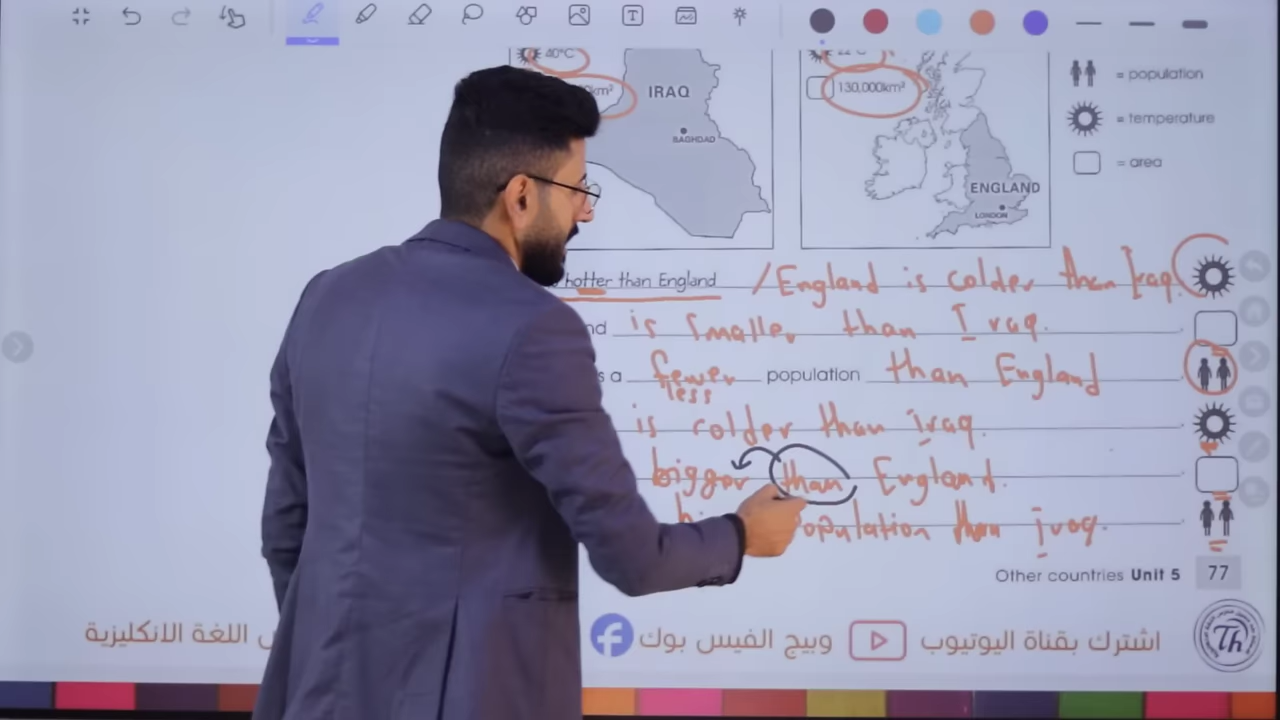 40°C
22°C
0km²
130,000km²
IRAQ
BAGHDAD
ENGLAND
LONDON
= population
= temperature
= area
hotter than England / England is colder than Iraq.
nd is smaller than Iraq.
s a fewer population than England
less
is colder than iraq.
bigger than England.
population than iraq.
Other countries Unit 5 77
اشترك بقناة اليوتيوب وبيج الفيس بوك اللغة الانكليزية
Th